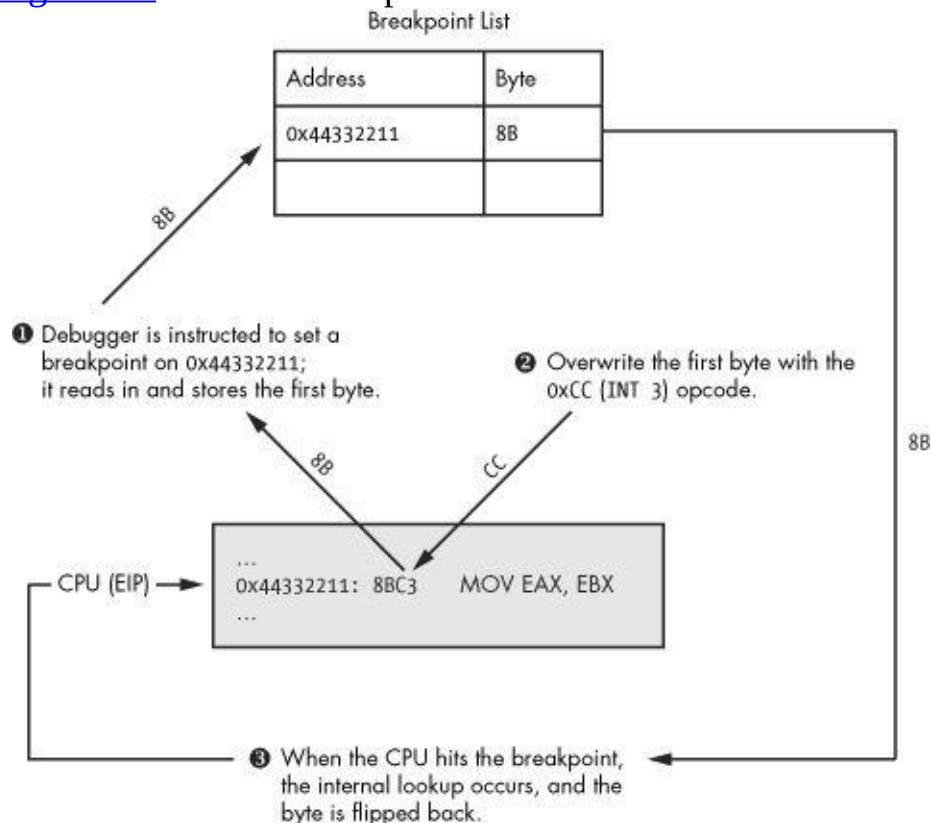 Breakpoint List
Address Byte
0x44332211 8B
8B
❶ Debugger is instructed to set a
breakpoint on 0x44332211;
it reads in and stores the first byte.
❷ Overwrite the first byte with the
0xCC (INT 3) opcode.
8B
8B
CC
...
CPU (EIP)
0x44332211: 8BC3 MOV EAX, EBX
...
❸ When the CPU hits the breakpoint,
the internal lookup occurs, and the
byte is flipped back.